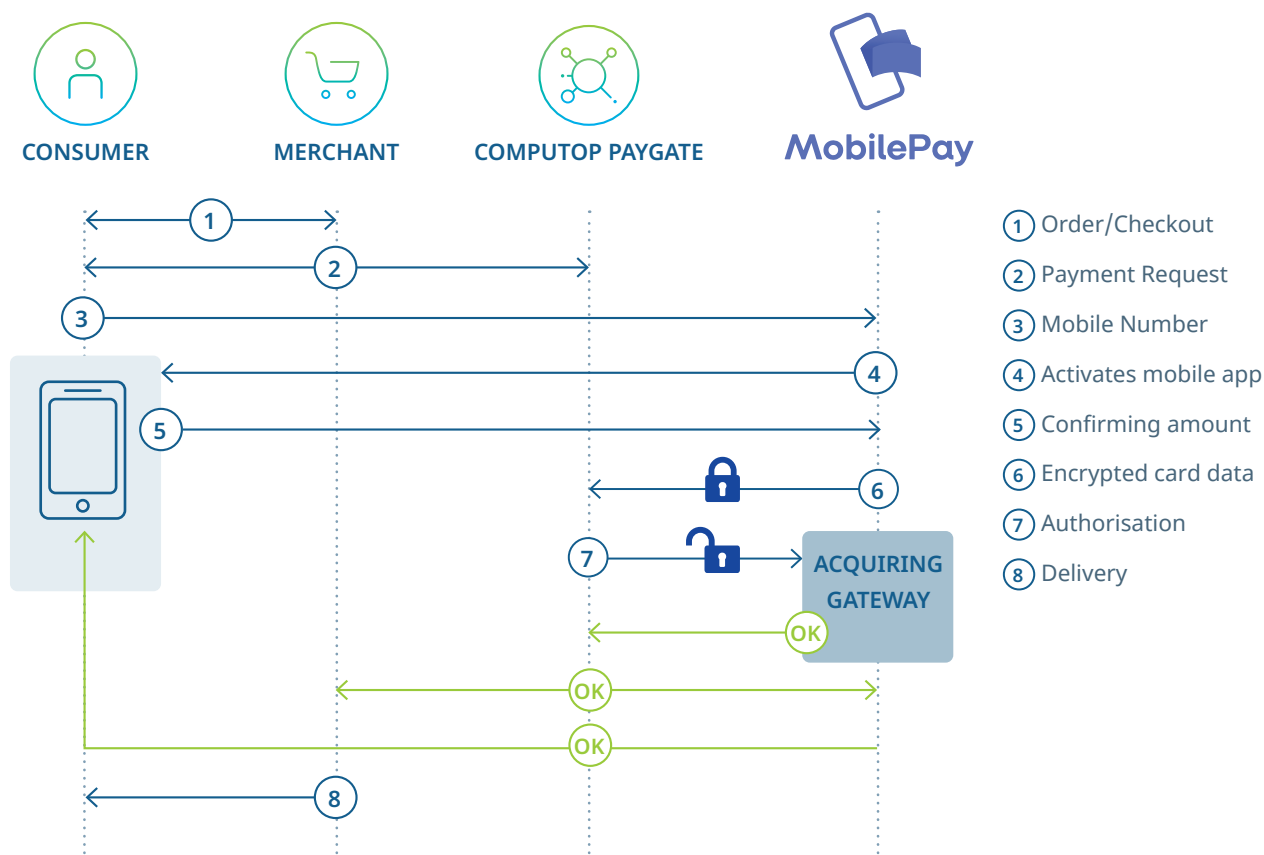 CONSUMER
MERCHANT
COMPUTOP PAYGATE
MobilePay
1
2
3
4
5
6
7
ACQUIRING
GATEWAY
OK
OK
OK
8
1 Order/Checkout
2 Payment Request
3 Mobile Number
4 Activates mobile app
5 Confirming amount
6 Encrypted card data
7 Authorisation
8 Delivery